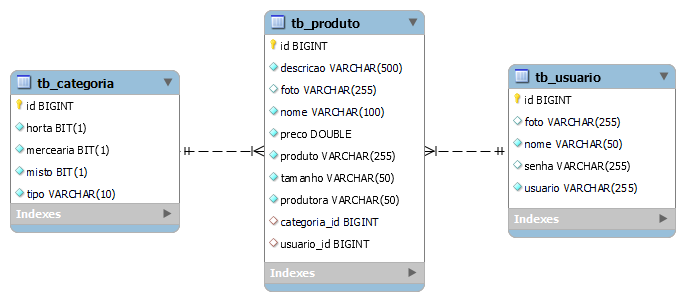 tb_categoria
id BIGINT
horta BIT(1)
mercearia BIT(1)
misto BIT(1)
tipo VARCHAR(10)
Indexes
tb_produto
id BIGINT
descricao VARCHAR(500)
foto VARCHAR(255)
nome VARCHAR(100)
preco DOUBLE
produto VARCHAR(255)
tamanho VARCHAR(50)
produtora VARCHAR(50)
categoria_id BIGINT
usuario_id BIGINT
Indexes
tb_usuario
id BIGINT
foto VARCHAR(255)
nome VARCHAR(50)
senha VARCHAR(255)
usuario VARCHAR(255)
Indexes